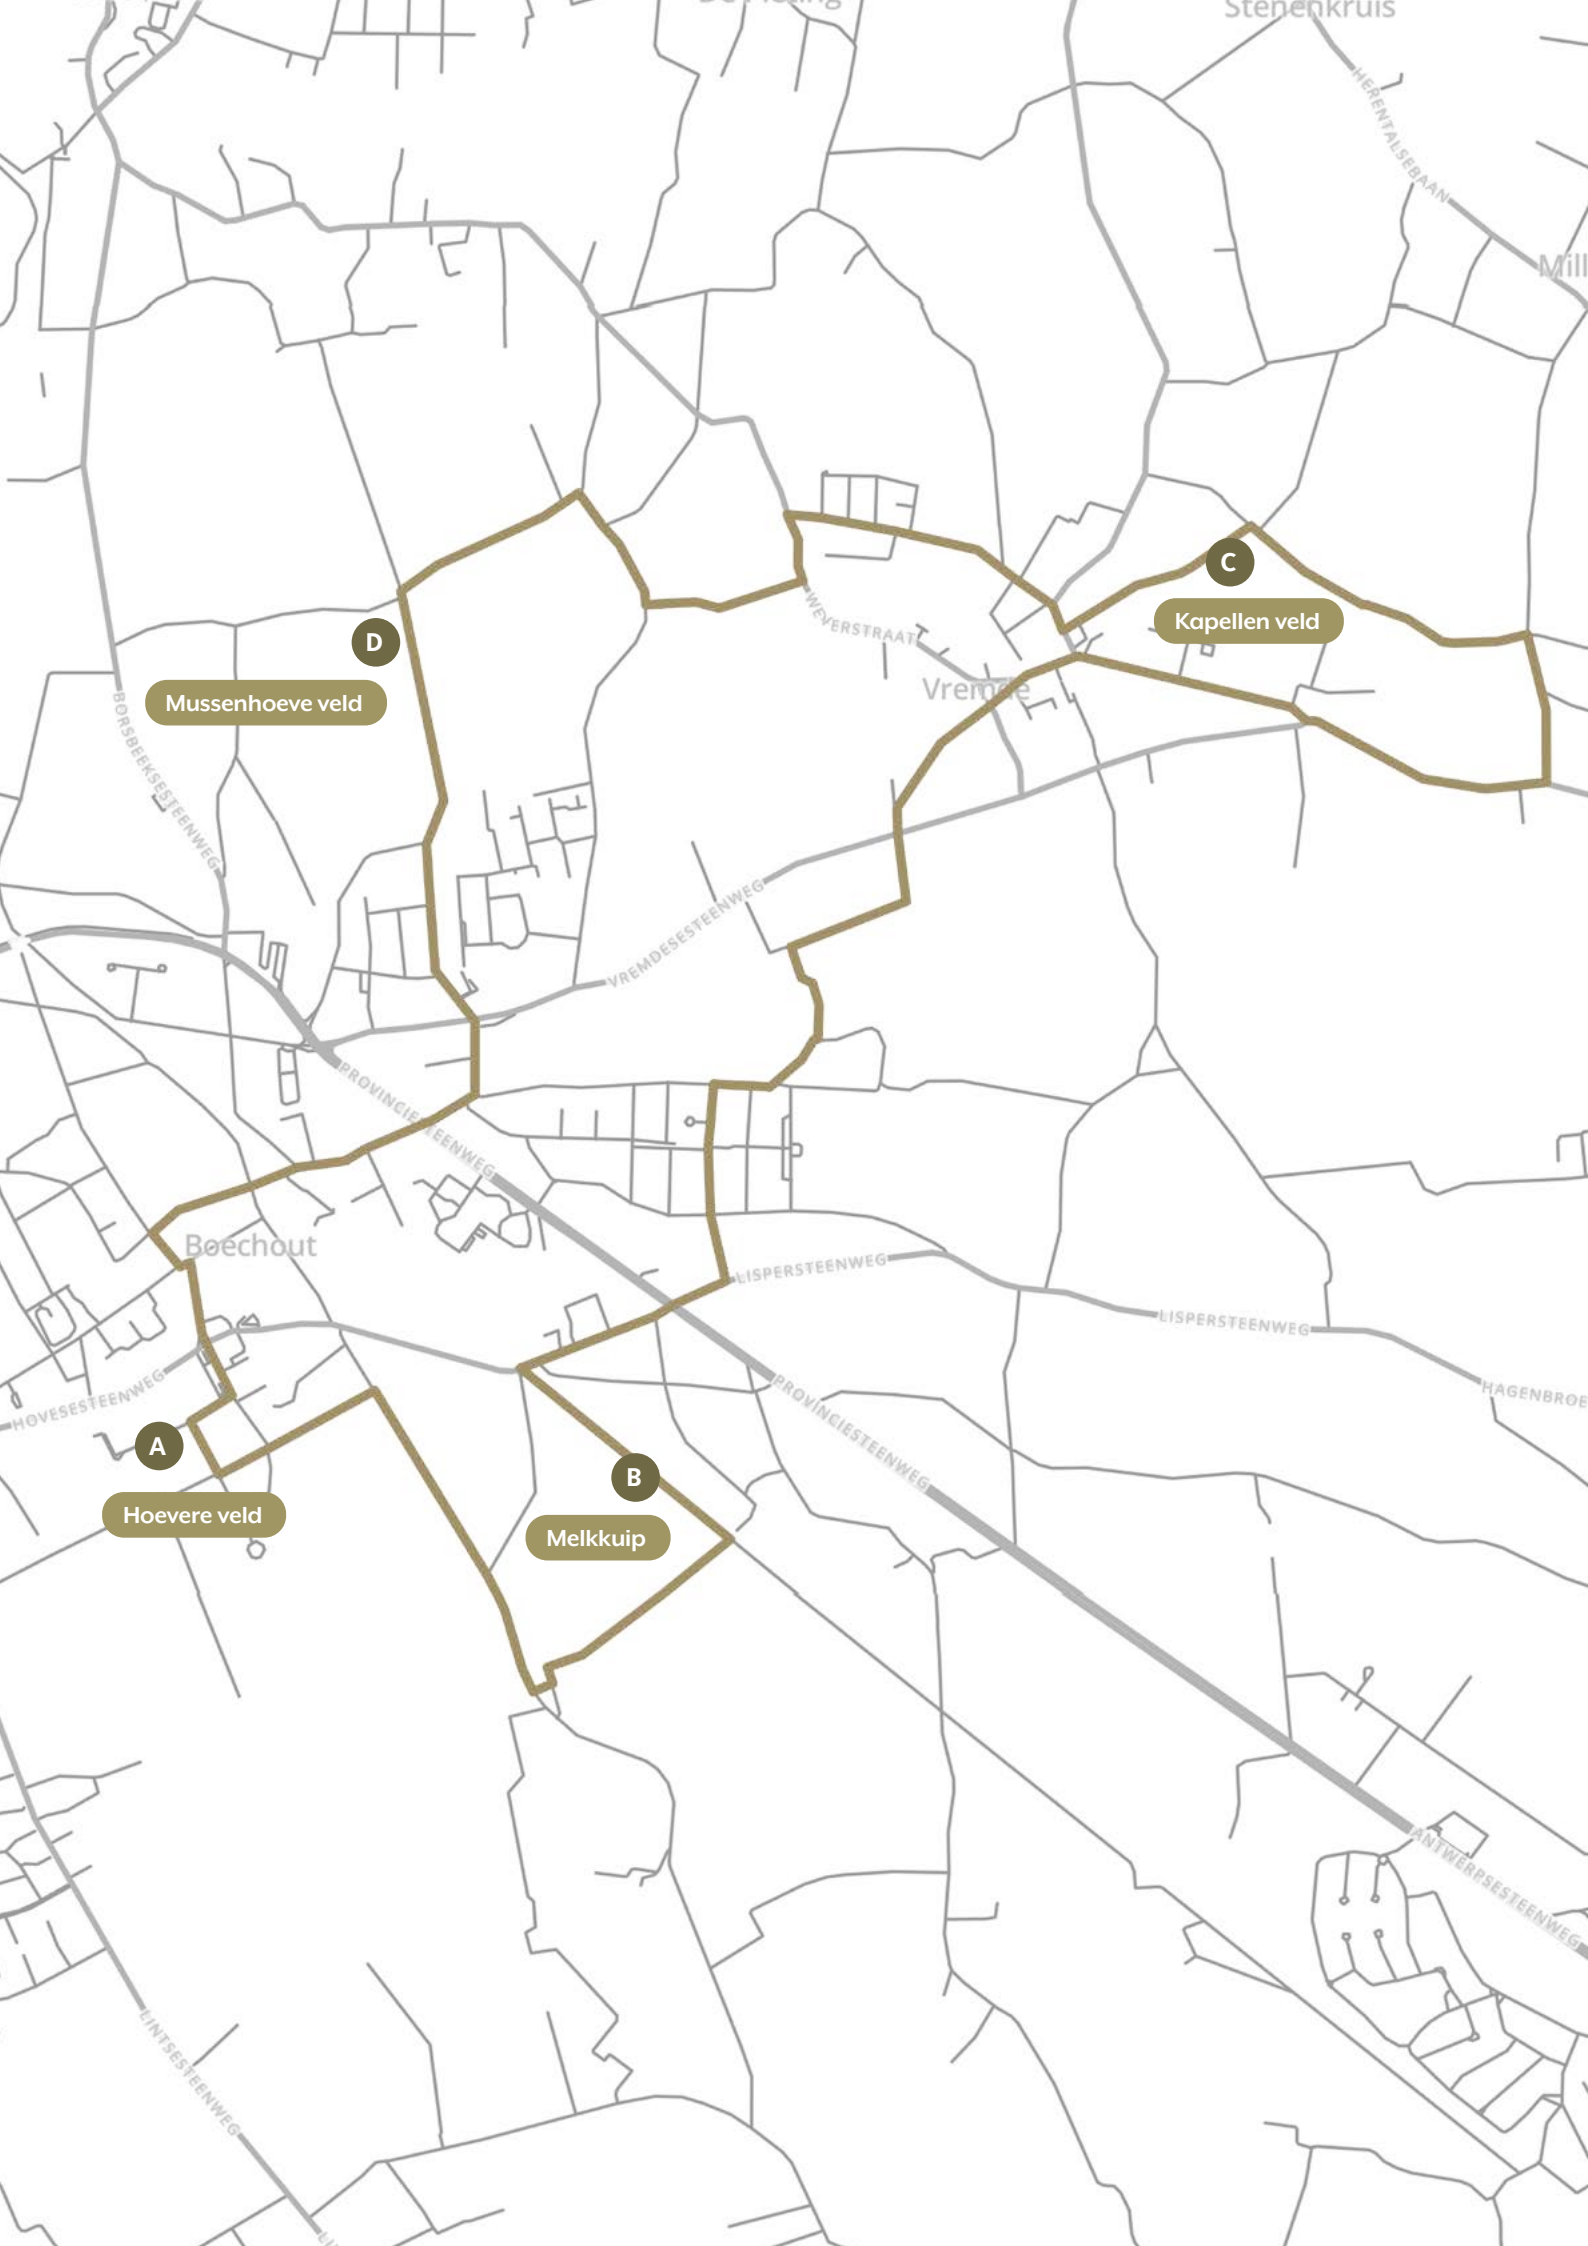 Stenenkruis
HERENTALSEBAAN
Mill
C
Kapellen veld
WEVERSTRAAT
D
Vremde
Mussenhoeve veld
BORSBEEKSESTEENWEG
VREMDESESTEENWEG
PROVINCIESTEENWEG
Boechout
LISPERSTEENWEG
LISPERSTEENWEG
HOVESESTEENWEG
PROVINCIESTEENWEG
HAGENBROE
A
B
Hoevere veld
Melkkuip
ANTWERPSESTEENWEG
LINTSESTEENWEG